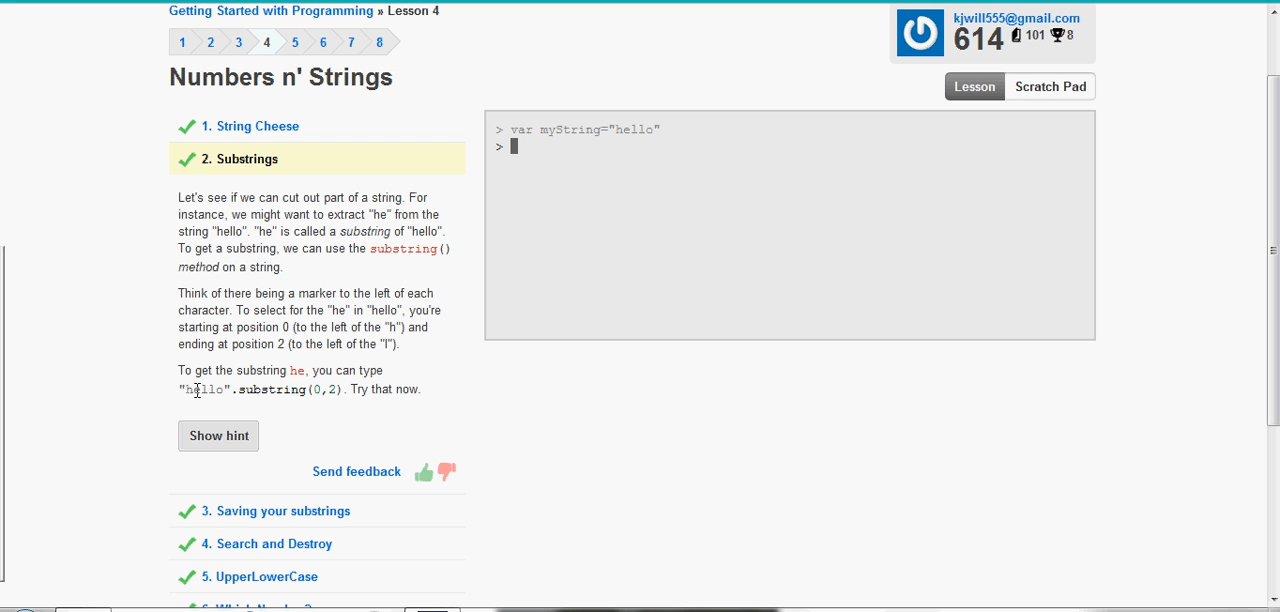 Getting Started with Programming » Lesson 4
kjwill555@gmail.com
614 101 8
1 2 3 4 5 6 7 8
Numbers n' Strings
Lesson Scratch Pad
1. String Cheese
2. Substrings
Let's see if we can cut out part of a string. For
instance, we might want to extract "he" from the
string "hello". "he" is called a substring of "hello".
To get a substring, we can use the substring()
method on a string.
Think of there being a marker to the left of each
character. To select for the "he" in "hello", you're
starting at position 0 (to the left of the "h") and
ending at position 2 (to the left of the "l").
To get the substring he, you can type
"hello".substring(0,2). Try that now.
Show hint
Send feedback
3. Saving your substrings
4. Search and Destroy
5. UpperLowerCase
> var myString="hello"
>